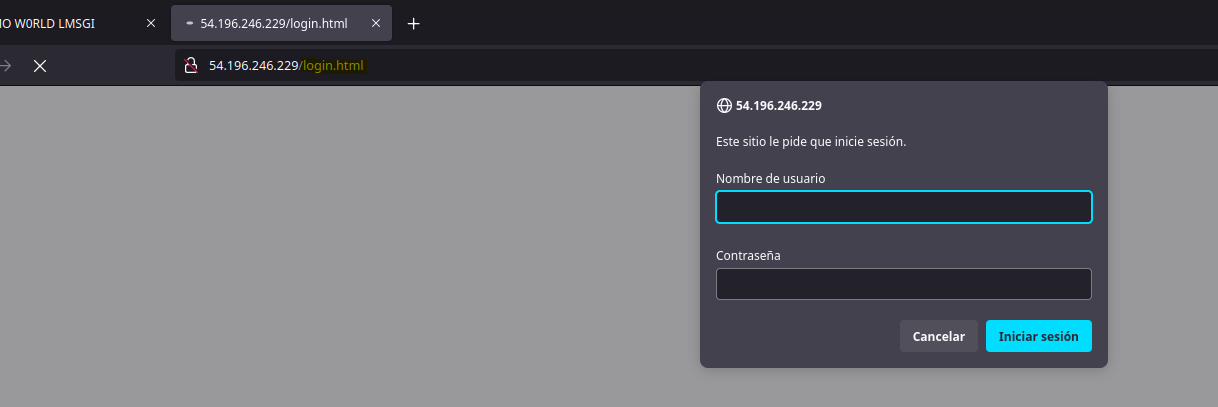 IO W0RLD LMSGI
54.196.246.229/login.html
54.196.246.229/login.html
54.196.246.229
Este sitio le pide que inicie sesión.
Nombre de usuario
Contraseña
Cancelar
Iniciar sesión